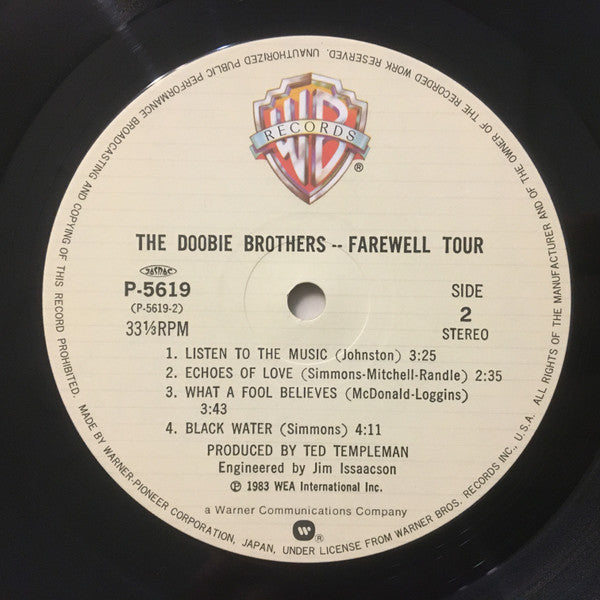 WB
RECORDS
®
THE DOOBIE BROTHERS -- FAREWELL TOUR
JASRAC
P-5619
(P-5619-2)
33⅓RPM
SIDE
2
STEREO
1. LISTEN TO THE MUSIC (Johnston) 3:25
2. ECHOES OF LOVE (Simmons-Mitchell-Randle) 2:35
3. WHAT A FOOL BELIEVES (McDonald-Loggins)
3:43
4. BLACK WATER (Simmons) 4:11
PRODUCED BY TED TEMPLEMAN
Engineered by Jim Issaacson
Ⓟ 1983 WEA International Inc.
a Warner Communications Company
W®
MADE BY WARNER-PIONEER CORPORATION, JAPAN, UNDER LICENSE FROM WARNER BROS. RECORDS INC., U.S.A. ALL RIGHTS OF THE MANUFACTURER AND OF THE OWNER OF THE RECORDED WORK RESERVED. UNAUTHORIZED PUBLIC PERFORMANCE BROADCASTING AND COPYING OF THIS RECORD PROHIBITED.